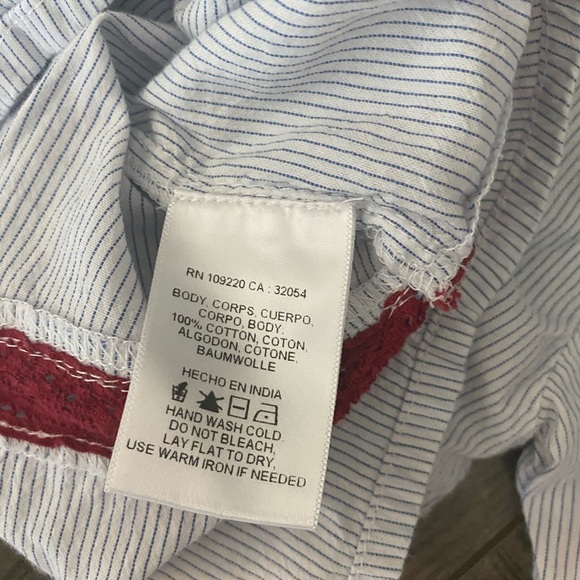 RN 109220 CA : 32054
BODY, CORPS, CUERPO,
CORPO, BODY:
100% COTTON, COTON,
ALGODON, COTONE,
BAUMWOLLE
HECHO EN INDIA
HAND WASH COLD.
DO NOT BLEACH,
LAY FLAT TO DRY,
USE WARM IRON IF NEEDED